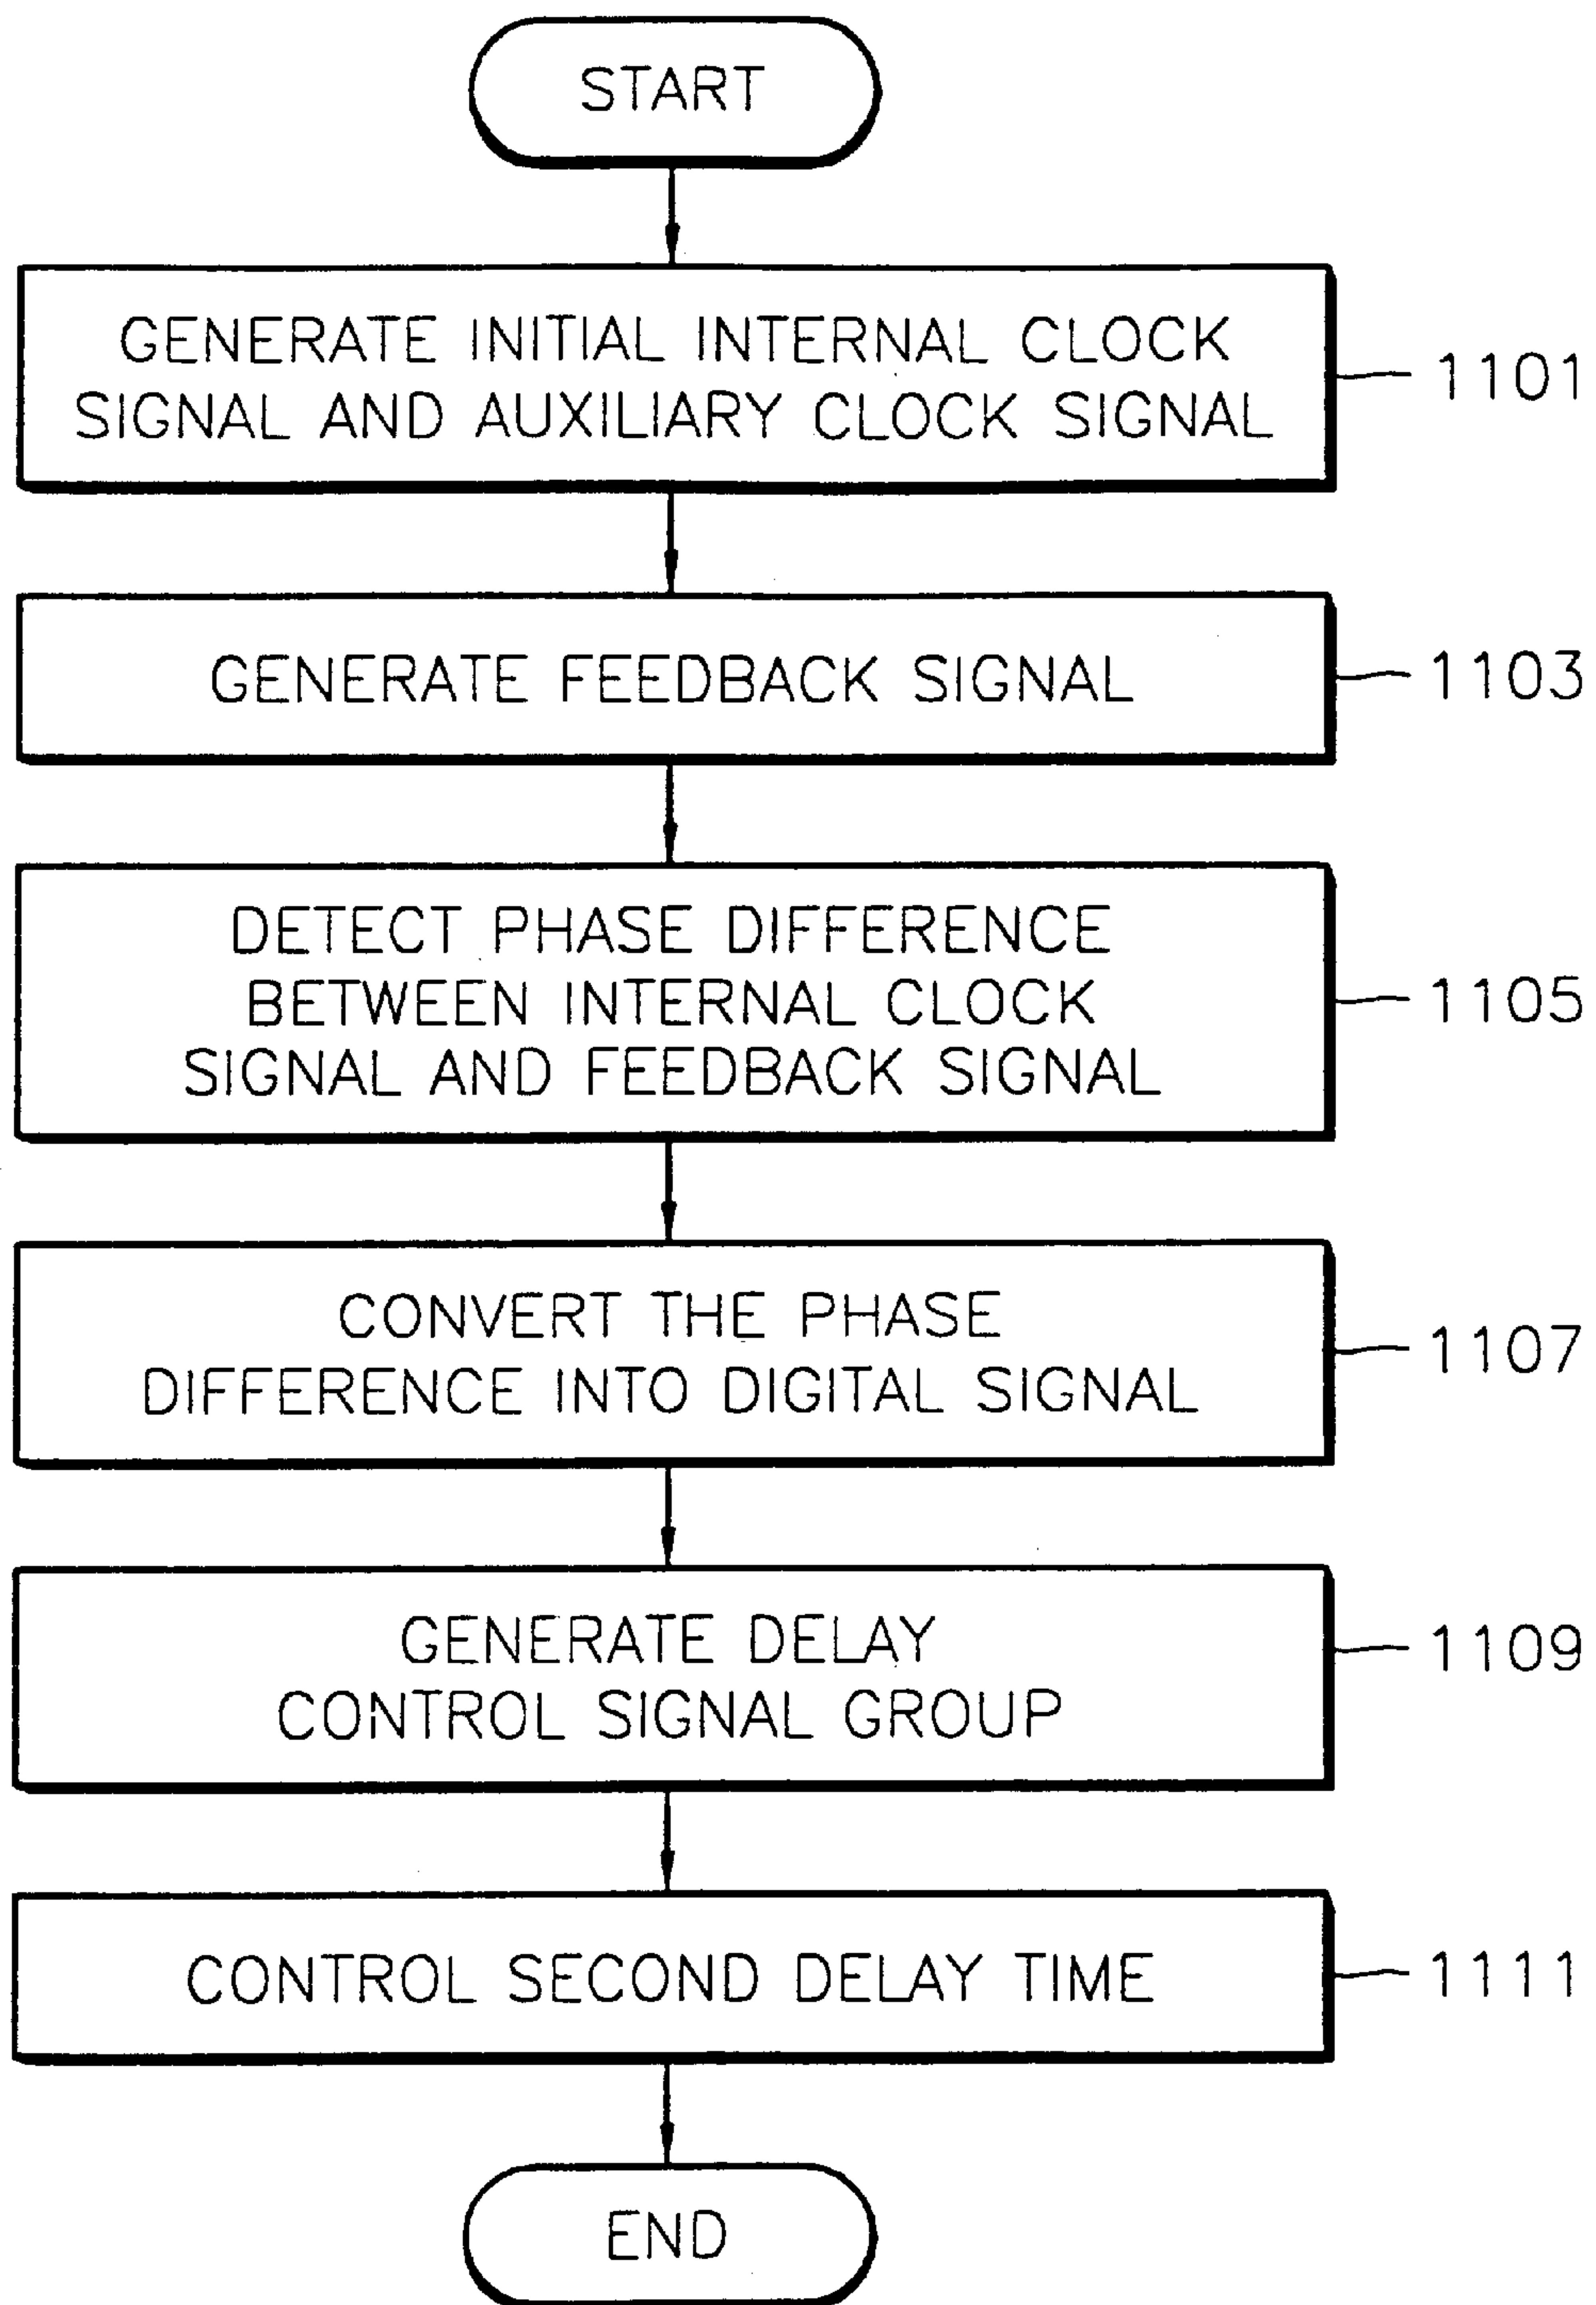 START
GENERATE INITIAL INTERNAL CLOCK
SIGNAL AND AUXILIARY CLOCK SIGNAL
1101
GENERATE FEEDBACK SIGNAL
1103
DETECT PHASE DIFFERENCE
BETWEEN INTERNAL CLOCK
SIGNAL AND FEEDBACK SIGNAL
1105
CONVERT THE PHASE
DIFFERENCE INTO DIGITAL SIGNAL
1107
GENERATE DELAY
CONTROL SIGNAL GROUP
1109
CONTROL SECOND DELAY TIME
1111
END